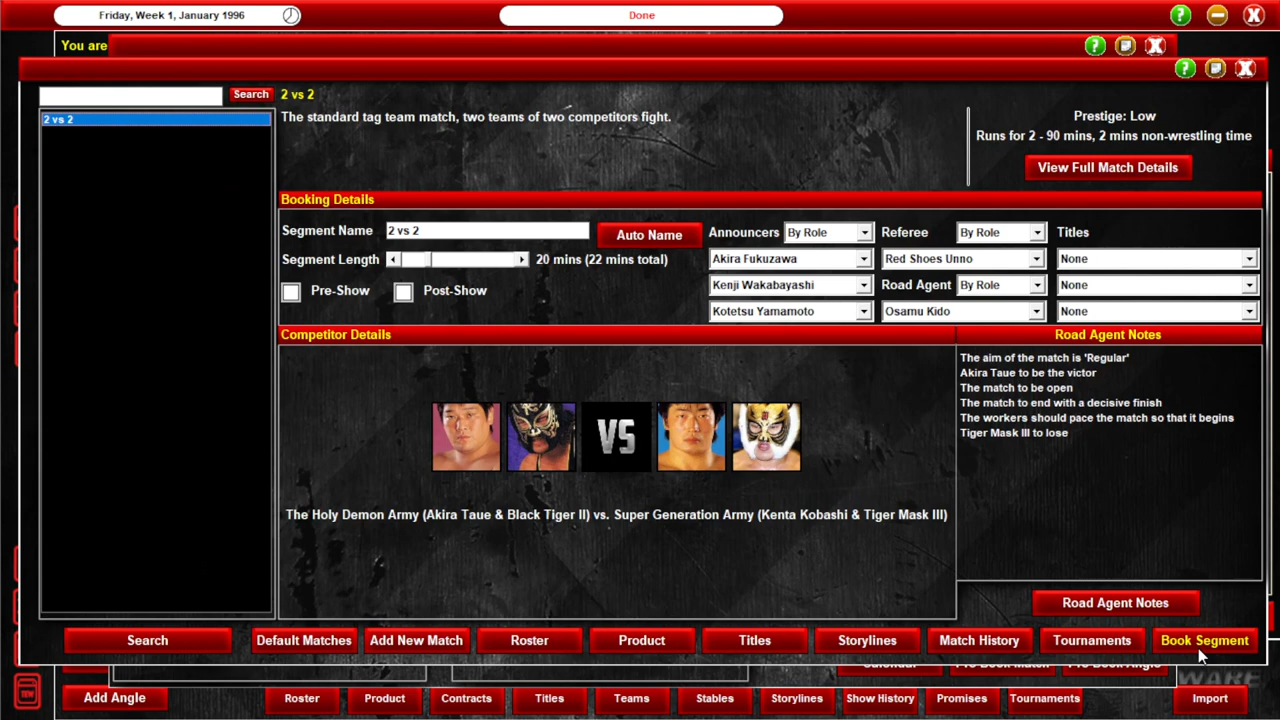 Friday, Week 1, January 1996
Done
You are
Search
2 vs 2
2 vs 2
The standard tag team match, two teams of two competitors fight.
Prestige: Low
Runs for 2 - 90 mins, 2 mins non-wrestling time
View Full Match Details
Booking Details
Segment Name
2 vs 2
Auto Name
Segment Length
20 mins (22 mins total)
Pre-Show
Post-Show
Announcers
By Role
Akira Fukuzawa
Kenji Wakabayashi
Kotetsu Yamamoto
Referee
By Role
Red Shoes Unno
Road Agent
By Role
Osamu Kido
Titles
None
None
None
Competitor Details
VS
The Holy Demon Army (Akira Taue & Black Tiger II) vs. Super Generation Army (Kenta Kobashi & Tiger Mask III)
Road Agent Notes
The aim of the match is 'Regular'
Akira Taue to be the victor
The match to be open
The match to end with a decisive finish
The workers should pace the match so that it begins
Tiger Mask III to lose
Road Agent Notes
Search
Default Matches
Add New Match
Roster
Product
Titles
Storylines
Match History
Tournaments
Book Segment
Add Angle
Roster
Product
Contracts
Titles
Teams
Stables
Storylines
Show History
Promises
Tournaments
Import